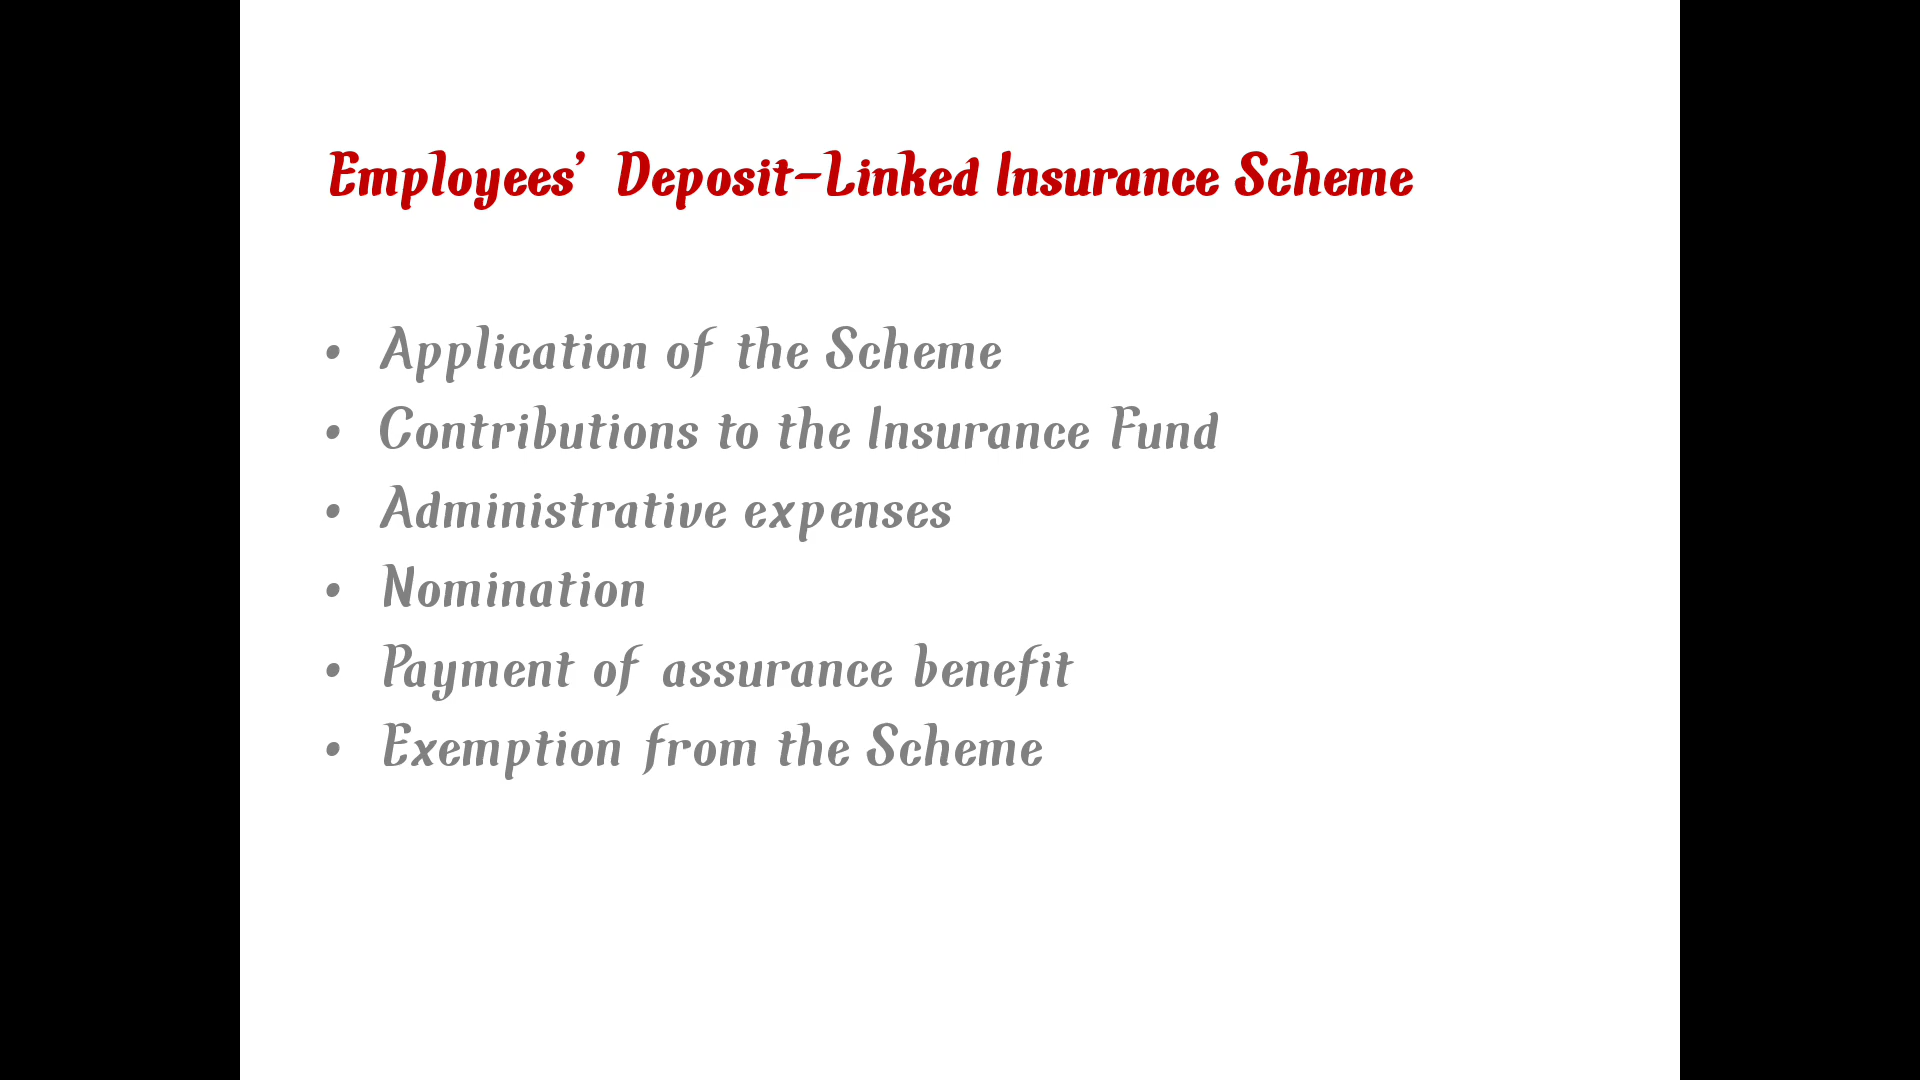 Employees’ Deposit-Linked Insurance Scheme
• Application of the Scheme
• Contributions to the Insurance Fund
• Administrative expenses
• Nomination
• Payment of assurance benefit
• Exemption from the Scheme